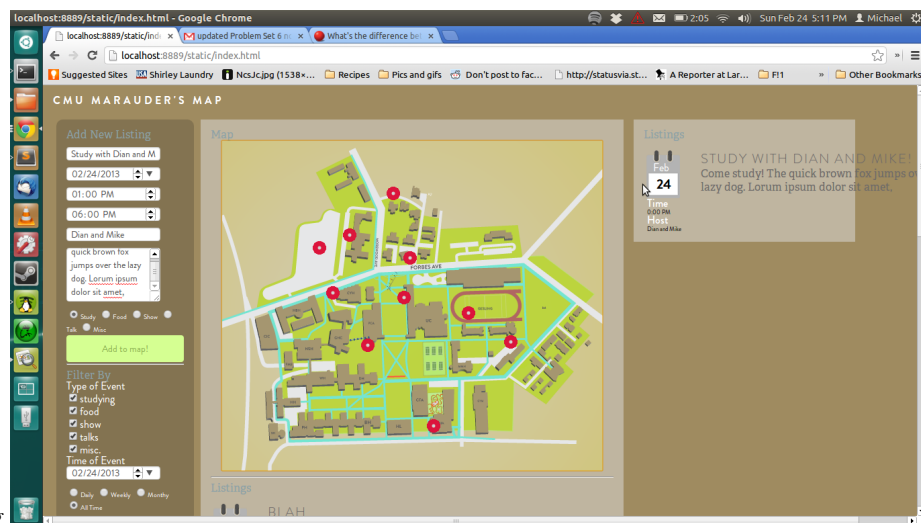 localhost:8889/static/index.html - Google Chrome
2:05
Sun Feb 24 5:11 PM
Michael
localhost:8889/static/ind
updated Problem Set 6 n
What's the difference be
localhost:8889/static/index.html
Suggested Sites
Shirley Laundry
NcsJc.jpg (1538×...
Recipes
Pics and gifs
Don't post to fac...
http://statusvia.st...
A Reporter at Lar...
F!1
»
Other Bookmarks
CMU MARAUDER'S MAP
Add New Listing
Study with Dian and M
02/24/2013
01:00 PM
06:00 PM
Dian and Mike
quick brown fox
jumps over the lazy
dog. Lorum ipsum
dolor sit amet,
Study Food Show
Talk Misc
Add to map!
Filter By
Type of Event
studying
food
show
talks
misc.
Time of Event
02/24/2013
Daily Weekly Monthy
All Time
Map
FORBES AVE
Listings
BLAH
Listings
Feb
24
STUDY WITH DIAN AND MIKE!
Come study! The quick brown fox jumps o
lazy dog. Lorum ipsum dolor sit amet,
Time
0:00 PM
Host
Dian and Mike